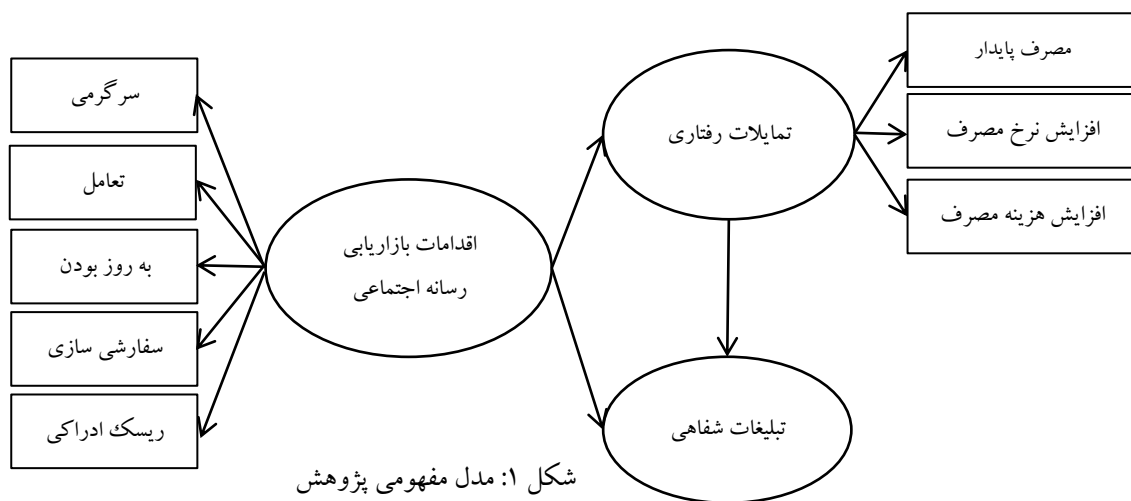 مصرف پایدار
افزایش نرخ مصرف
افزایش هزینه مصرف
تمایلات رفتاری
تبلیغات شفاهی
اقدامات بازاریابی
رسانه اجتماعی
سرگرمی
تعامل
به روز بودن
سفارشی سازی
ریسک ادراکی
شکل ۱: مدل مفهومی پژوهش